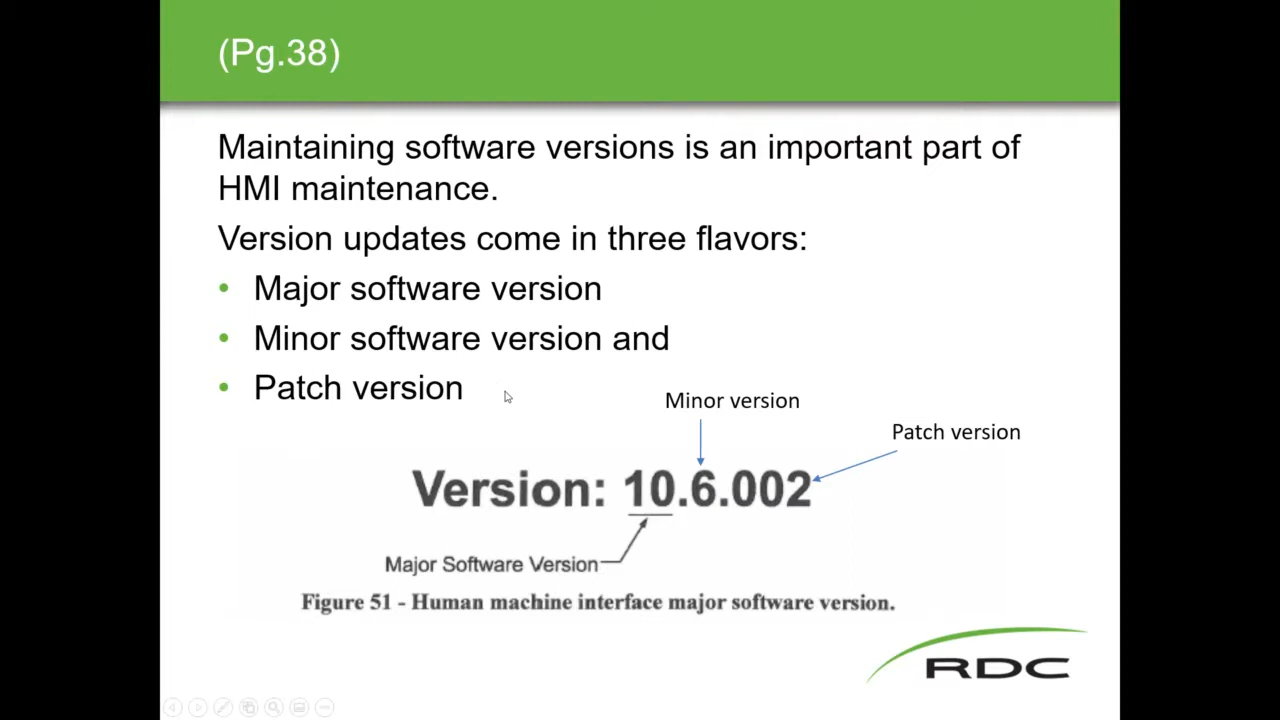 (Pg.38)
Maintaining software versions is an important part of
HMI maintenance.
Version updates come in three flavors:
• Major software version
• Minor software version and
• Patch version
Minor version
Patch version
Version: 10.6.002
Major Software Version
Figure 51 - Human machine interface major software version.
RDC